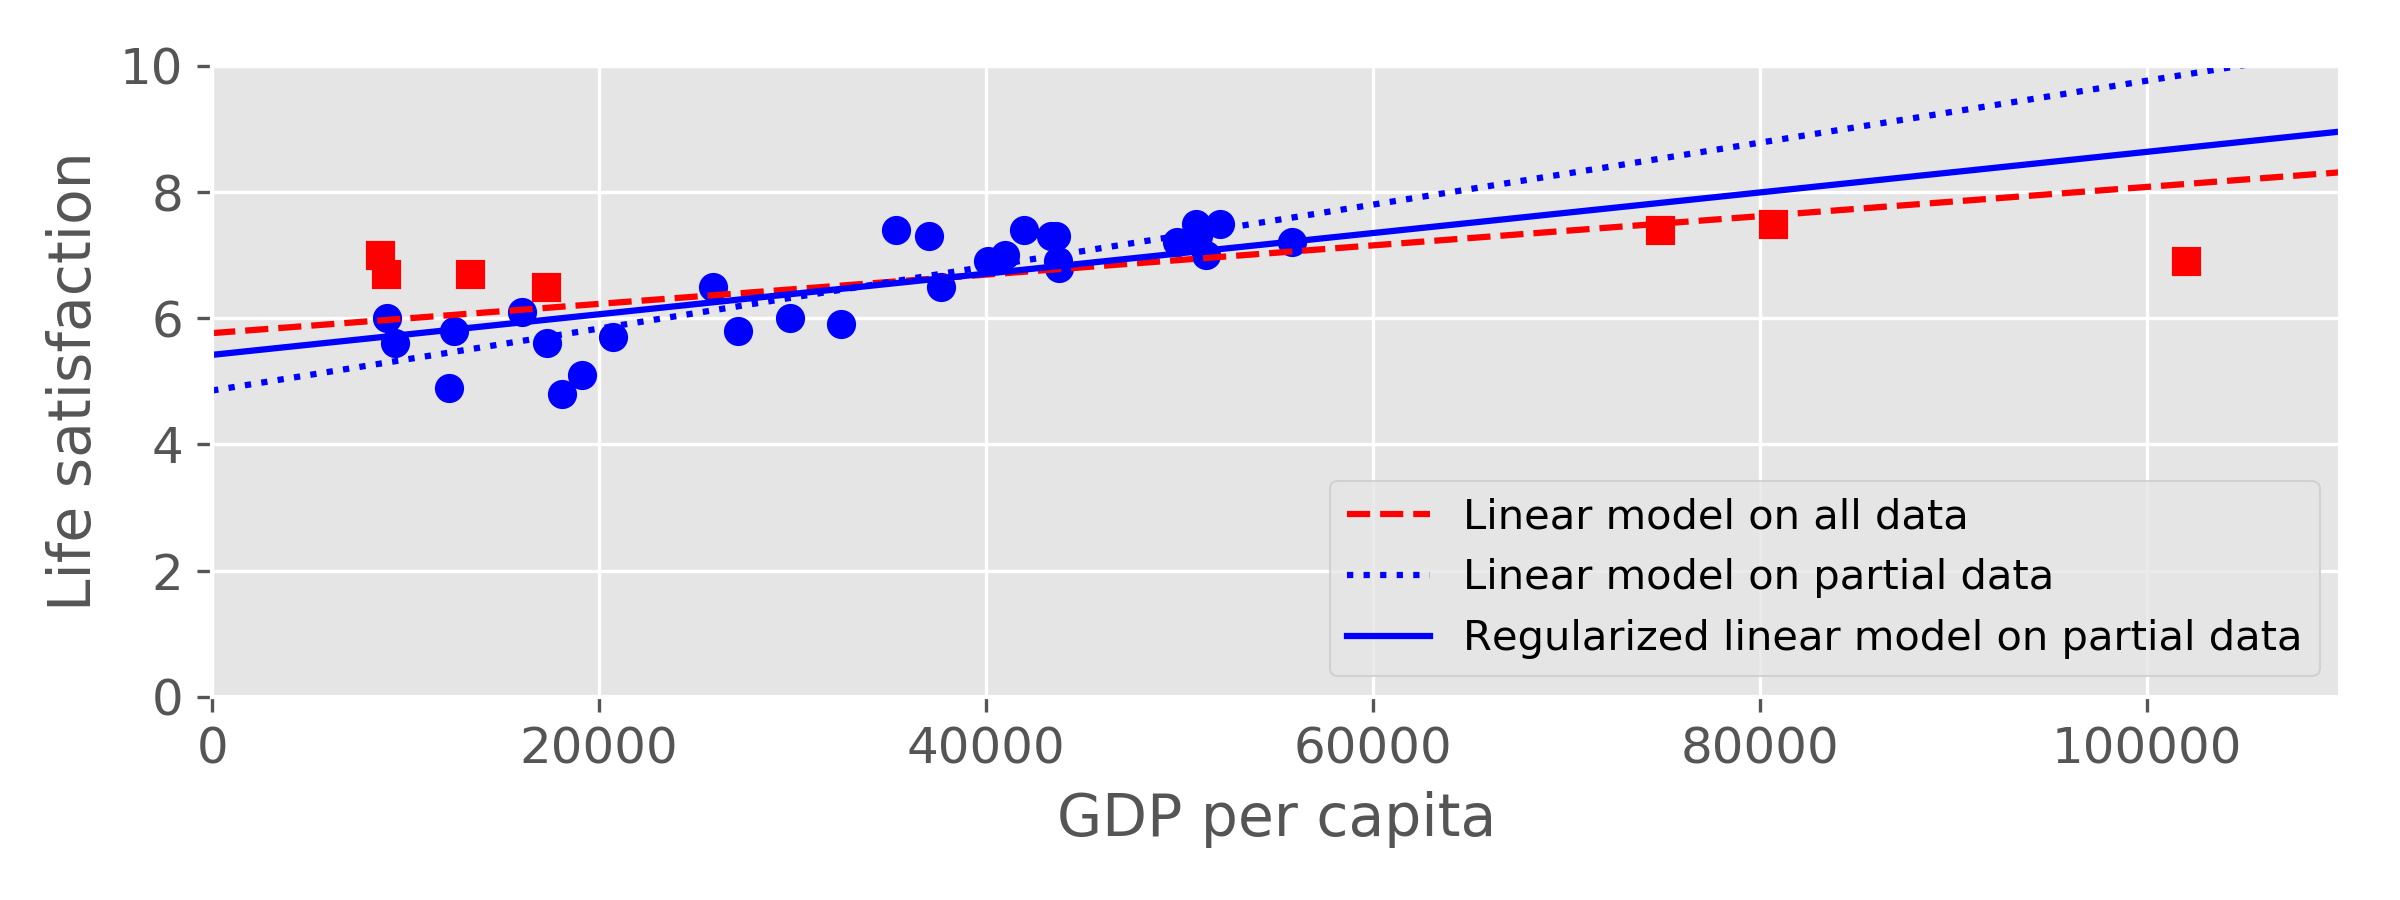 10
8
6
4
2
0
Life satisfaction
Linear model on all data
Linear model on partial data
Regularized linear model on partial data
0 20000 40000 60000 80000 100000
GDP per capita